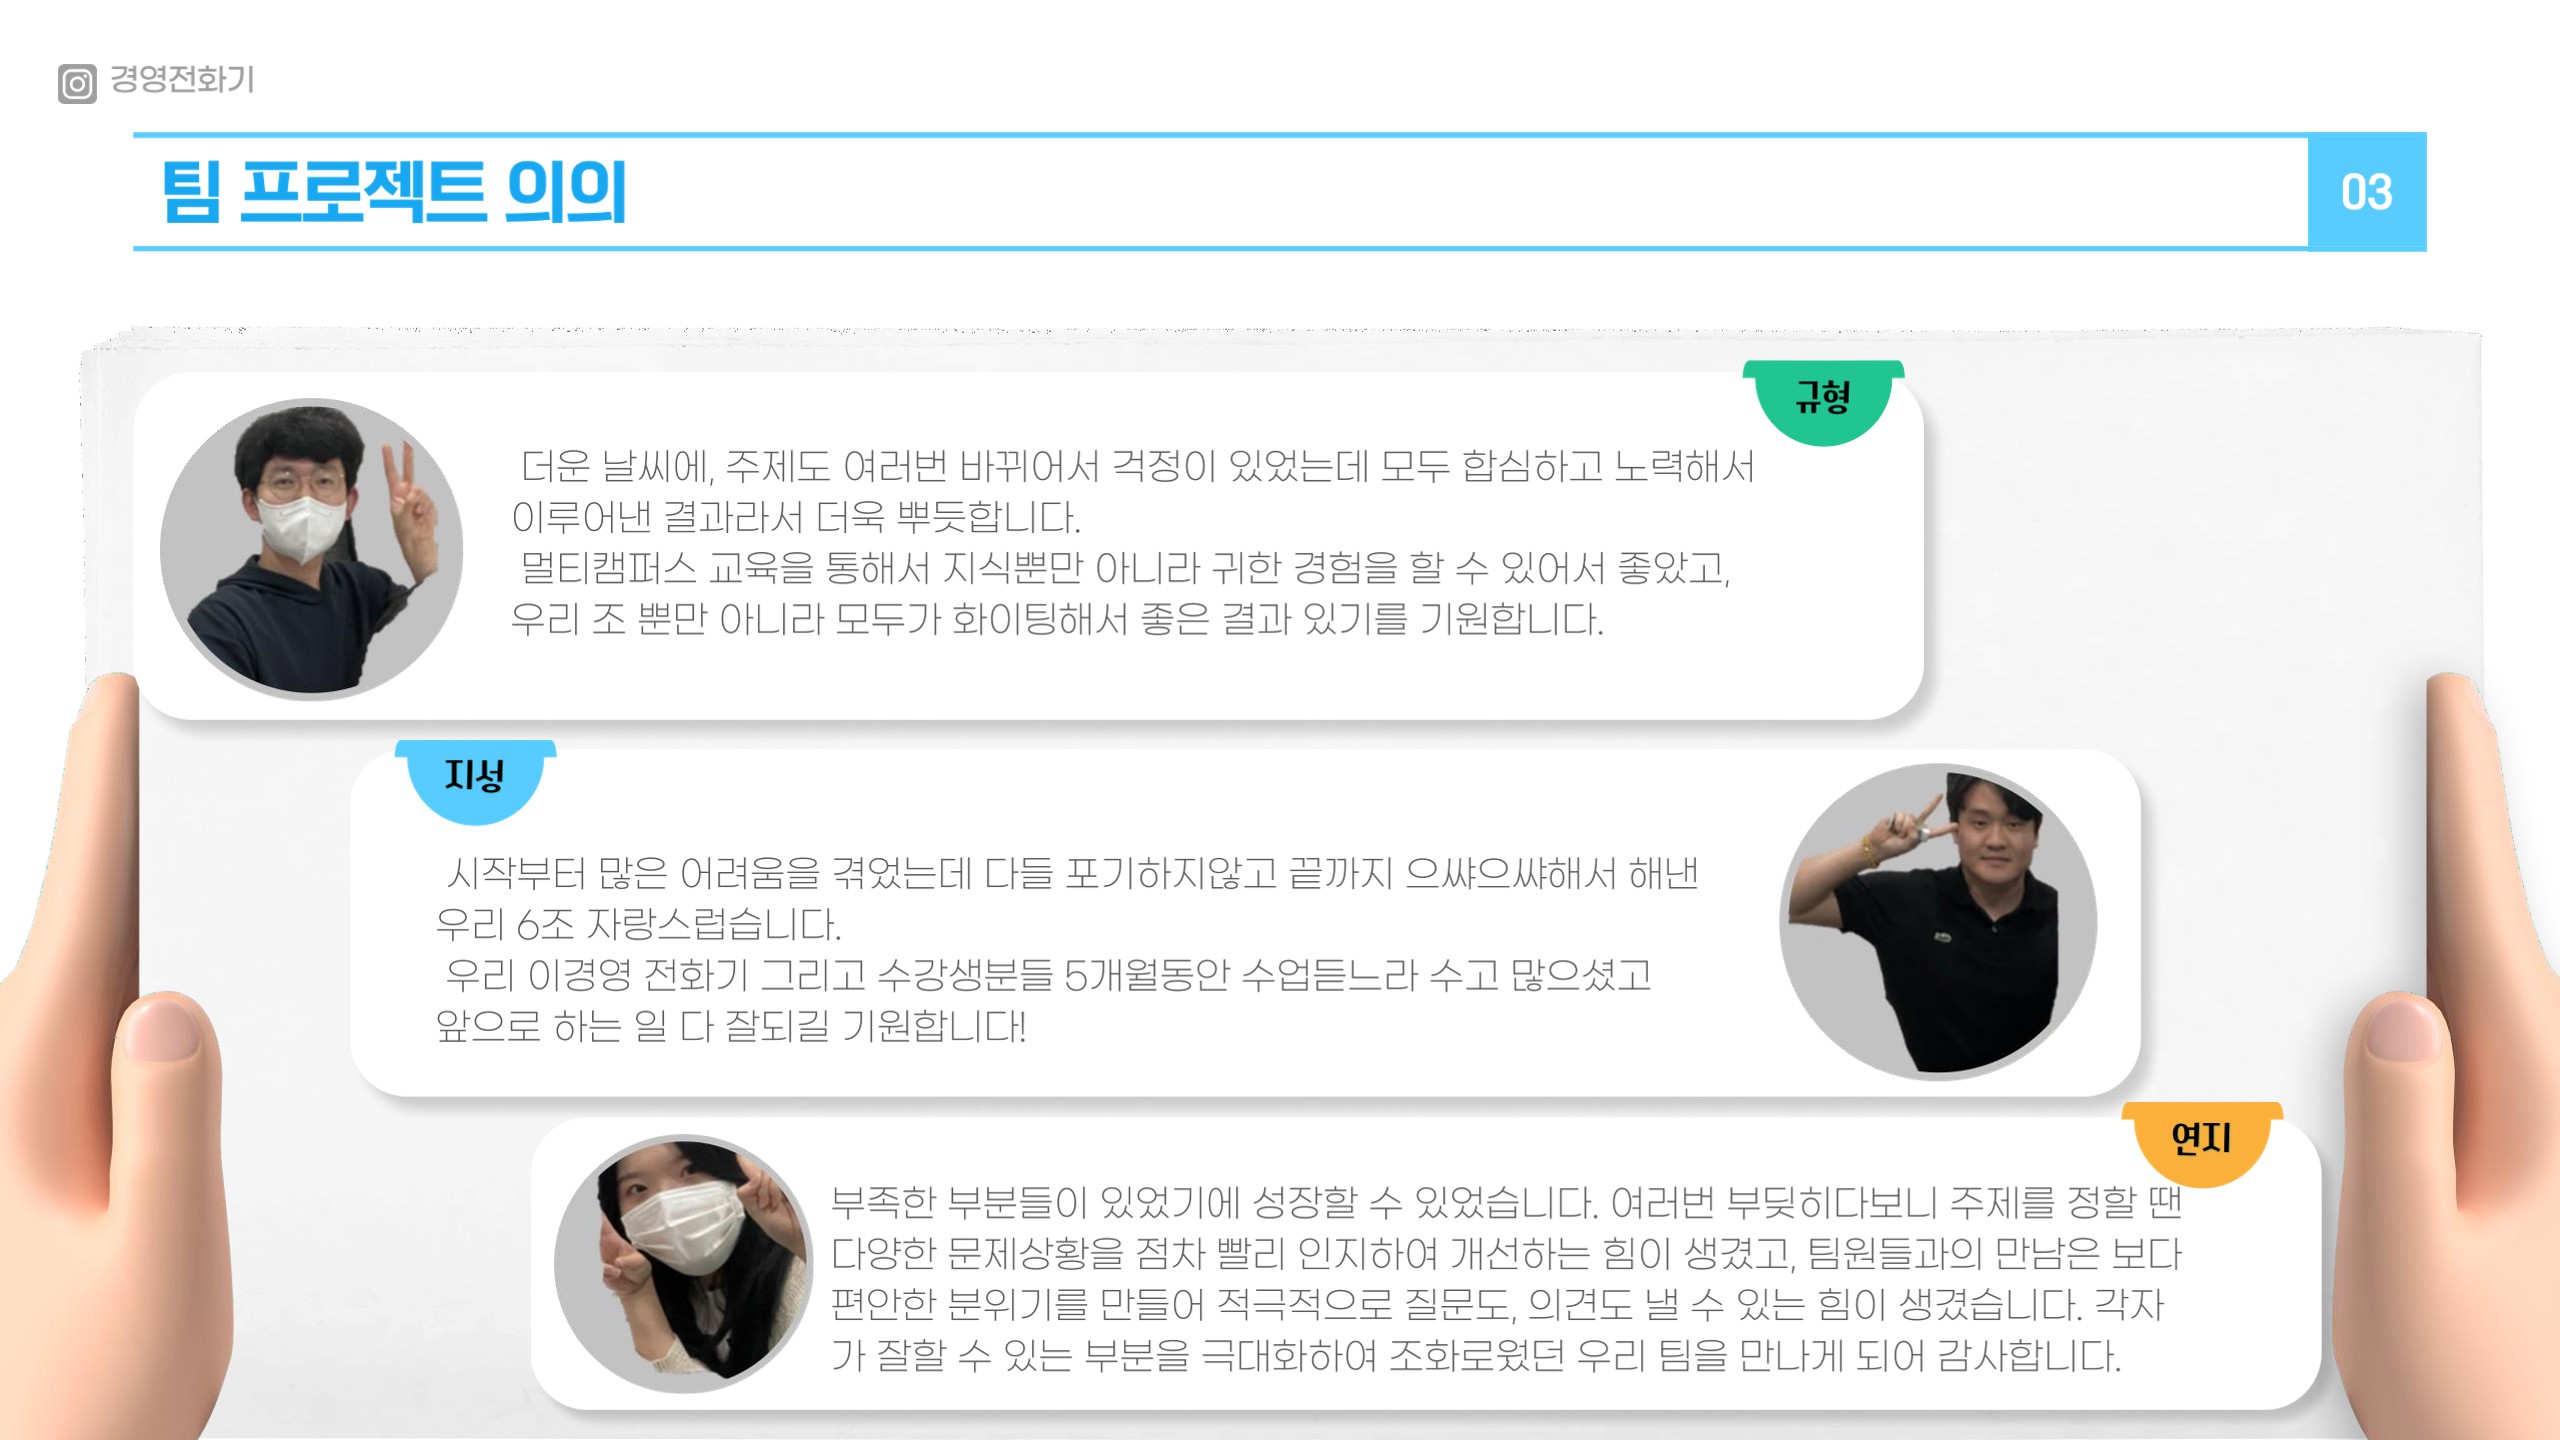 경영전화기
팀 프로젝트 의의
03
규형
더운 날씨에, 주제도 여러번 바뀌어서 걱정이 있었는데 모두 합심하고 노력해서
이루어낸 결과라서 더욱 뿌듯합니다.
멀티캠퍼스 교육을 통해서 지식뿐만 아니라 귀한 경험을 할 수 있어서 좋았고,
우리 조 뿐만 아니라 모두가 화이팅해서 좋은 결과 있기를 기원합니다.
지성
시작부터 많은 어려움을 겪었는데 다들 포기하지않고 끝까지 으쌰으쌰해서 해낸
우리 6조 자랑스럽습니다.
우리 이경영 전화기 그리고 수강생분들 5개월동안 수업듣느라 수고 많으셨고
앞으로 하는 일 다 잘되길 기원합니다!
연지
부족한 부분들이 있었기에 성장할 수 있었습니다. 여러번 부딪히다보니 주제를 정할 땐
다양한 문제상황을 점차 빨리 인지하여 개선하는 힘이 생겼고, 팀원들과의 만남은 보다
편안한 분위기를 만들어 적극적으로 질문도, 의견도 낼 수 있는 힘이 생겼습니다. 각자
가 잘할 수 있는 부분을 극대화하여 조화로웠던 우리 팀을 만나게 되어 감사합니다.